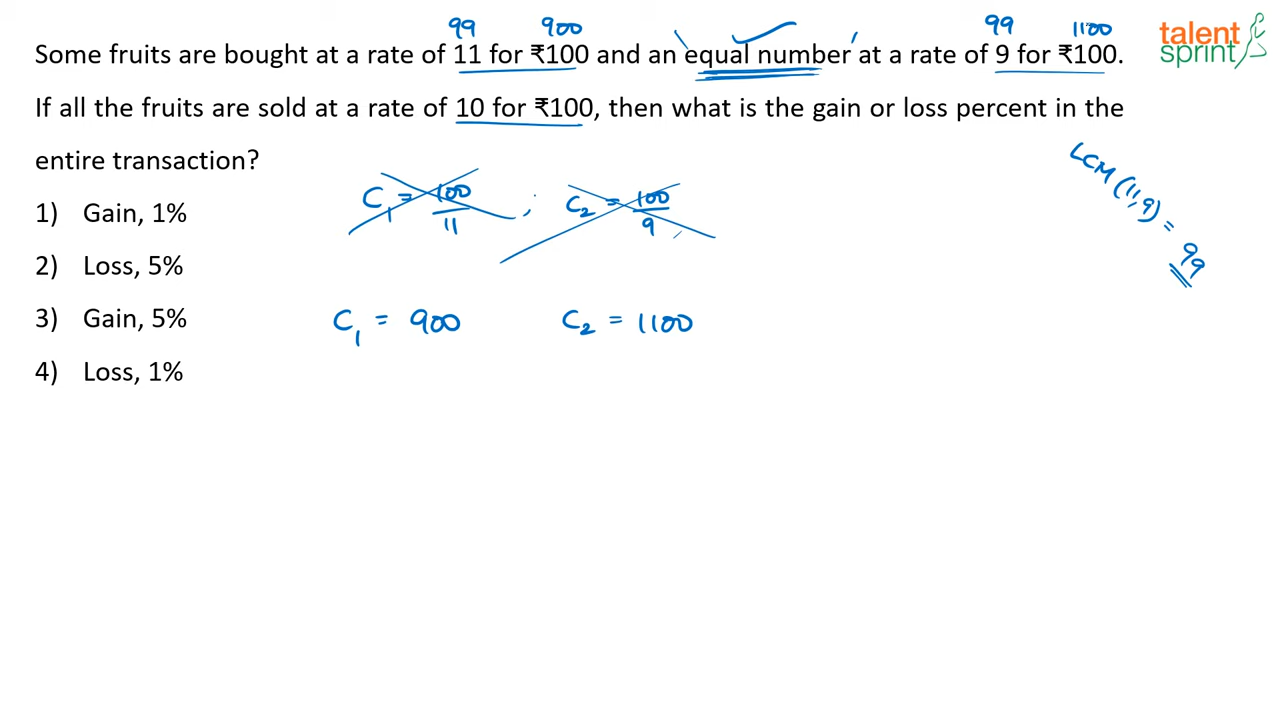 99 900 99 1100
talent
sprint
Some fruits are bought at a rate of 11 for ₹100 and an equal number at a rate of 9 for ₹100.
If all the fruits are sold at a rate of 10 for ₹100, then what is the gain or loss percent in the
entire transaction?
LCM (11, 9) = 99
C₁ = 100/11 ; C₂ = 100/9
1) Gain, 1%
2) Loss, 5%
3) Gain, 5%
C₁ = 900 C₂ = 1100
4) Loss, 1%